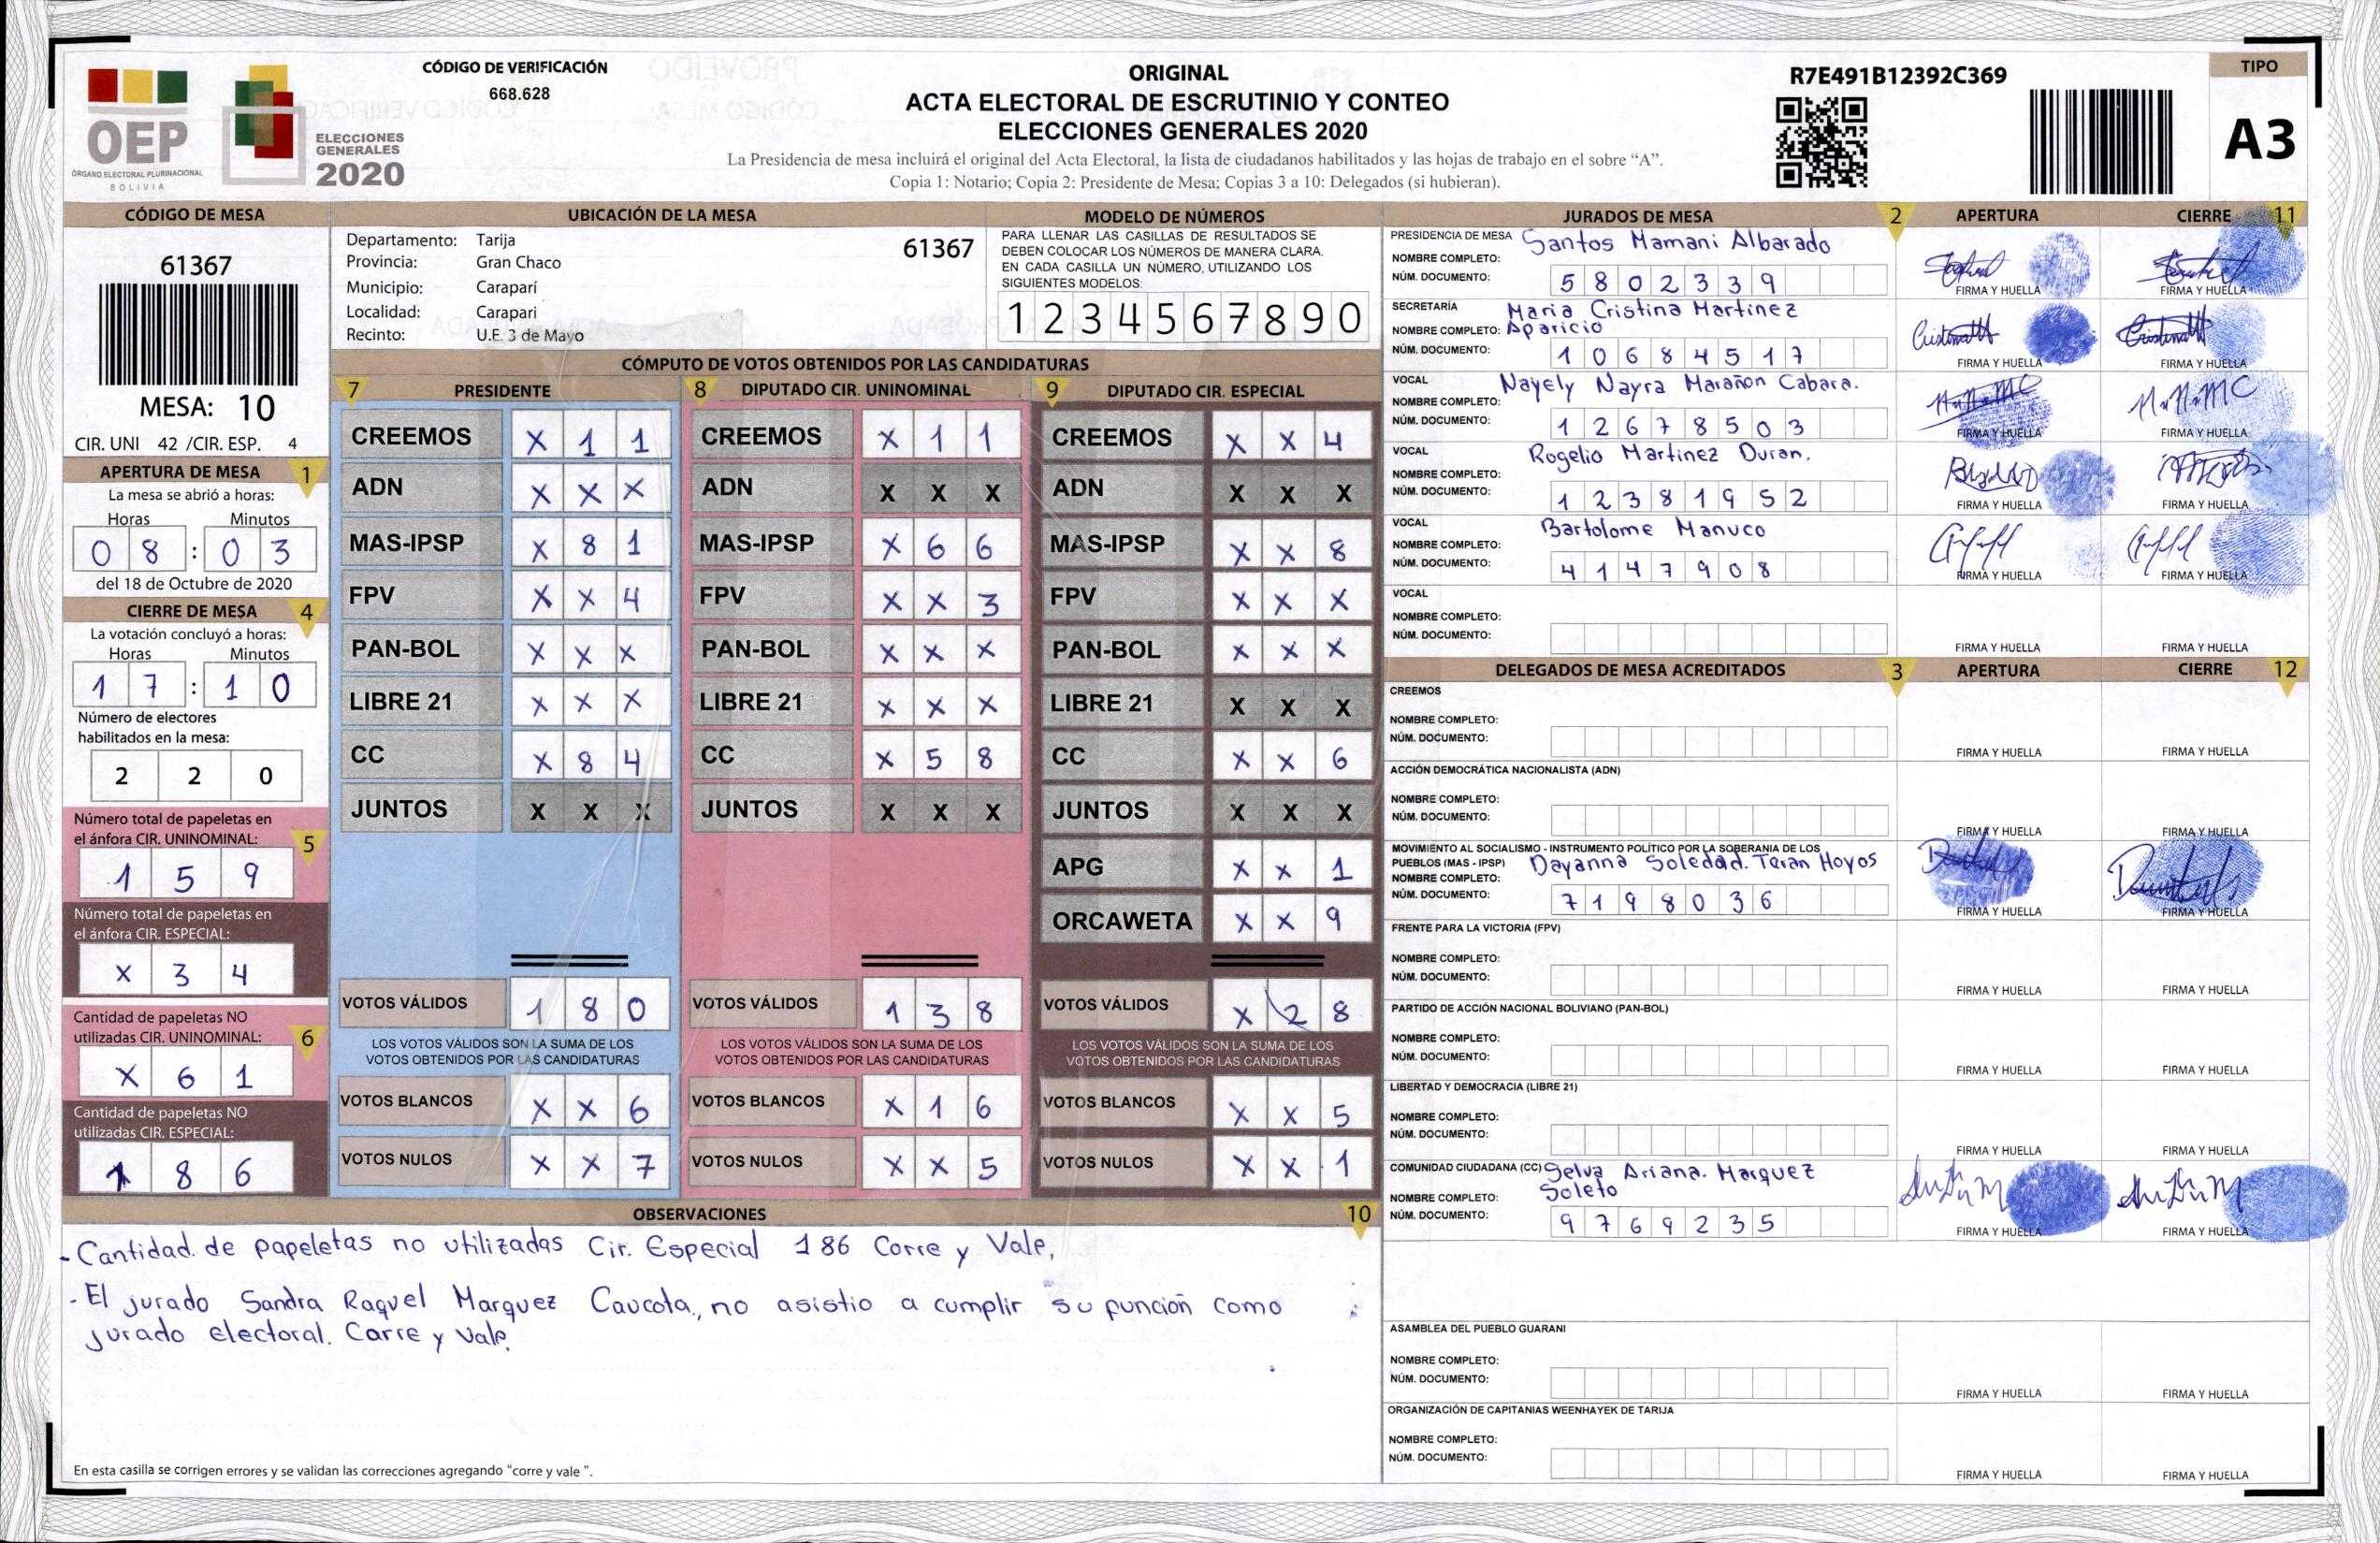 CÓDIGO DE VERIFICACIÓN
668.628
OEP
ÓRGANO ELECTORAL PLURINACIONAL
BOLIVIA
ELECCIONES
GENERALES
2020
ORIGINAL
ACTA ELECTORAL DE ESCRUTINIO Y CONTEO
ELECCIONES GENERALES 2020
La Presidencia de mesa incluirá el original del Acta Electoral, la lista de ciudadanos habilitados y las hojas de trabajo en el sobre “A”.
Copia 1: Notario; Copia 2: Presidente de Mesa; Copias 3 a 10: Delegados (si hubieran).
R7E491B12392C369
TIPO
A3
CÓDIGO DE MESA
61367
MESA: 10
CIR. UNI 42 /CIR. ESP. 4
APERTURA DE MESA 1
La mesa se abrió a horas:
Horas Minutos
0 8 : 0 3
del 18 de Octubre de 2020
CIERRE DE MESA 4
La votación concluyó a horas:
Horas Minutos
1 7 : 1 0
Número de electores
habilitados en la mesa:
2 2 0
Número total de papeletas en
el ánfora CIR. UNINOMINAL: 5
1 5 9
Número total de papeletas en
el ánfora CIR. ESPECIAL:
X 3 4
Cantidad de papeletas NO
utilizadas CIR. UNINOMINAL: 6
X 6 1
Cantidad de papeletas NO
utilizadas CIR. ESPECIAL:
1 8 6
UBICACIÓN DE LA MESA
Departamento: Tarija 61367
Provincia: Gran Chaco
Municipio: Caraparí
Localidad: Carapari
Recinto: U.E. 3 de Mayo
MODELO DE NÚMEROS
PARA LLENAR LAS CASILLAS DE RESULTADOS SE
DEBEN COLOCAR LOS NÚMEROS DE MANERA CLARA.
EN CADA CASILLA UN NÚMERO, UTILIZANDO LOS
SIGUIENTES MODELOS:
1 2 3 4 5 6 7 8 9 0
CÓMPUTO DE VOTOS OBTENIDOS POR LAS CANDIDATURAS
7 PRESIDENTE
CREEMOS X 1 1
ADN X X X
MAS-IPSP X 8 1
FPV X X 4
PAN-BOL X X X
LIBRE 21 X X X
CC X 8 4
JUNTOS X X X
VOTOS VÁLIDOS 1 8 0
LOS VOTOS VÁLIDOS SON LA SUMA DE LOS
VOTOS OBTENIDOS POR LAS CANDIDATURAS
VOTOS BLANCOS X X 6
VOTOS NULOS X X 7
8 DIPUTADO CIR. UNINOMINAL
CREEMOS X 1 1
ADN X X X
MAS-IPSP X 6 6
FPV X X 3
PAN-BOL X X X
LIBRE 21 X X X
CC X 5 8
JUNTOS X X X
VOTOS VÁLIDOS 1 3 8
LOS VOTOS VÁLIDOS SON LA SUMA DE LOS
VOTOS OBTENIDOS POR LAS CANDIDATURAS
VOTOS BLANCOS X 1 6
VOTOS NULOS X X 5
9 DIPUTADO CIR. ESPECIAL
CREEMOS X X 4
ADN X X X
MAS-IPSP X X 8
FPV X X X
PAN-BOL X X X
LIBRE 21 X X X
CC X X 6
JUNTOS X X X
APG X X 1
ORCAWETA X X 9
VOTOS VÁLIDOS X 2 8
LOS VOTOS VÁLIDOS SON LA SUMA DE LOS
VOTOS OBTENIDOS POR LAS CANDIDATURAS
VOTOS BLANCOS X X 5
VOTOS NULOS X X 1
OBSERVACIONES 10
- Cantidad de papeletas no utilizadas Cir. Especial 186 Corre y Vale,
- El jurado Sandra Raquel Marquez Caucota, no asistio a cumplir su funcion como
jurado electoral. Corre y Vale.
En esta casilla se corrigen errores y se validan las correcciones agregando “corre y vale ”.
JURADOS DE MESA 2 APERTURA CIERRE 11
PRESIDENCIA DE MESA Santos Mamani Albarado
NOMBRE COMPLETO:
NÚM. DOCUMENTO: 5 8 0 2 3 3 9
FIRMA Y HUELLA FIRMA Y HUELLA
SECRETARÍA Maria Cristina Martinez
NOMBRE COMPLETO: Aparicio
NÚM. DOCUMENTO: 1 0 6 8 4 5 1 7
FIRMA Y HUELLA FIRMA Y HUELLA
VOCAL Nayely Nayra Marañon Cabara.
NOMBRE COMPLETO:
NÚM. DOCUMENTO: 1 2 6 7 8 5 0 3
FIRMA Y HUELLA FIRMA Y HUELLA
VOCAL Rogelio Martinez Duran.
NOMBRE COMPLETO:
NÚM. DOCUMENTO: 1 2 3 8 1 9 5 2
FIRMA Y HUELLA FIRMA Y HUELLA
VOCAL Bartolome Manuco
NOMBRE COMPLETO:
NÚM. DOCUMENTO: 4 1 4 7 9 0 8
FIRMA Y HUELLA FIRMA Y HUELLA
VOCAL
NOMBRE COMPLETO:
NÚM. DOCUMENTO:
FIRMA Y HUELLA FIRMA Y HUELLA
DELEGADOS DE MESA ACREDITADOS 3 APERTURA CIERRE 12
CREEMOS
NOMBRE COMPLETO:
NÚM. DOCUMENTO:
FIRMA Y HUELLA FIRMA Y HUELLA
ACCIÓN DEMOCRÁTICA NACIONALISTA (ADN)
NOMBRE COMPLETO:
NÚM. DOCUMENTO:
FIRMA Y HUELLA FIRMA Y HUELLA
MOVIMIENTO AL SOCIALISMO - INSTRUMENTO POLÍTICO POR LA SOBERANIA DE LOS
PUEBLOS (MAS - IPSP) Dayanna Soledad. Teran Hoyos
NOMBRE COMPLETO:
NÚM. DOCUMENTO: 7 1 9 8 0 3 6
FIRMA Y HUELLA FIRMA Y HUELLA
FRENTE PARA LA VICTORIA (FPV)
NOMBRE COMPLETO:
NÚM. DOCUMENTO:
FIRMA Y HUELLA FIRMA Y HUELLA
PARTIDO DE ACCIÓN NACIONAL BOLIVIANO (PAN-BOL)
NOMBRE COMPLETO:
NÚM. DOCUMENTO:
FIRMA Y HUELLA FIRMA Y HUELLA
LIBERTAD Y DEMOCRACIA (LIBRE 21)
NOMBRE COMPLETO:
NÚM. DOCUMENTO:
FIRMA Y HUELLA FIRMA Y HUELLA
COMUNIDAD CIUDADANA (CC) Selva Ariana. Marquez
NOMBRE COMPLETO: Soleto
NÚM. DOCUMENTO: 9 7 6 9 2 3 5
FIRMA Y HUELLA FIRMA Y HUELLA
ASAMBLEA DEL PUEBLO GUARANI
NOMBRE COMPLETO:
NÚM. DOCUMENTO:
FIRMA Y HUELLA FIRMA Y HUELLA
ORGANIZACIÓN DE CAPITANIAS WEENHAYEK DE TARIJA
NOMBRE COMPLETO:
NÚM. DOCUMENTO:
FIRMA Y HUELLA FIRMA Y HUELLA